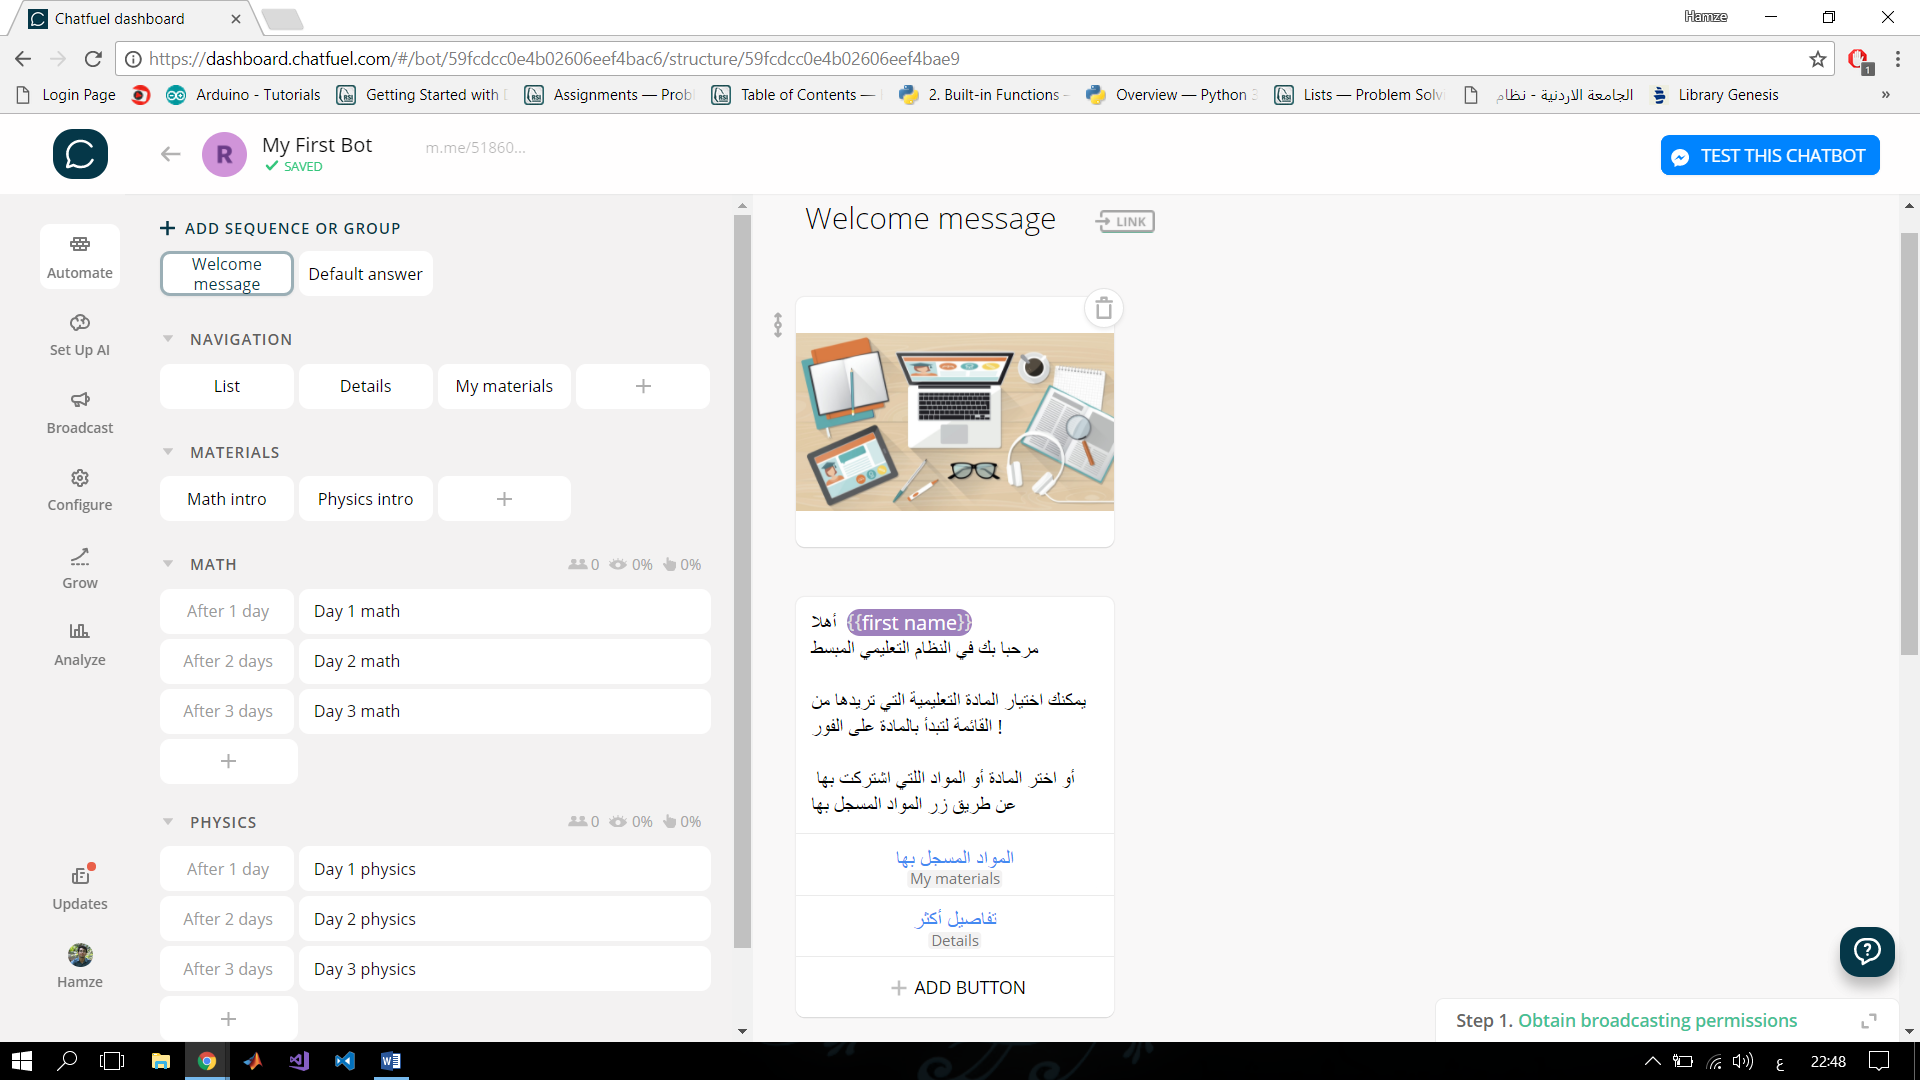 Chatfuel dashboard
Hamze
https://dashboard.chatfuel.com/#/bot/59fcdcc0e4b02606eef4bac6/structure/59fcdcc0e4b02606eef4bae9
1
Login Page
Arduino - Tutorials
Getting Started with
Assignments — Prob
Table of Contents —
2. Built-in Functions -
Overview — Python 3
Lists — Problem Solvi
الجامعة الاردنية - نظام
Library Genesis
»
R
My First Bot
SAVED
m.me/51860...
TEST THIS CHATBOT
Automate
Set Up AI
Broadcast
Configure
Grow
Analyze
Updates
Hamze
ADD SEQUENCE OR GROUP
Welcome message
Default answer
NAVIGATION
List
Details
My materials
MATERIALS
Math intro
Physics intro
MATH
0
0%
0%
After 1 day
Day 1 math
After 2 days
Day 2 math
After 3 days
Day 3 math
PHYSICS
0
0%
0%
After 1 day
Day 1 physics
After 2 days
Day 2 physics
After 3 days
Day 3 physics
Welcome message
LINK
أهلا {{first name}}
مرحبا بك في النظام التعليمي المبسط
يمكنك اختيار المادة التعليمية التي تريدها من
القائمة لتبدأ بالمادة على الفور !
أو اختر المادة أو المواد اللتي اشتركت بها
عن طريق زر المواد المسجل بها
المواد المسجل بها
My materials
تفاصيل أكثر
Details
ADD BUTTON
Step 1. Obtain broadcasting permissions
ع
22:48